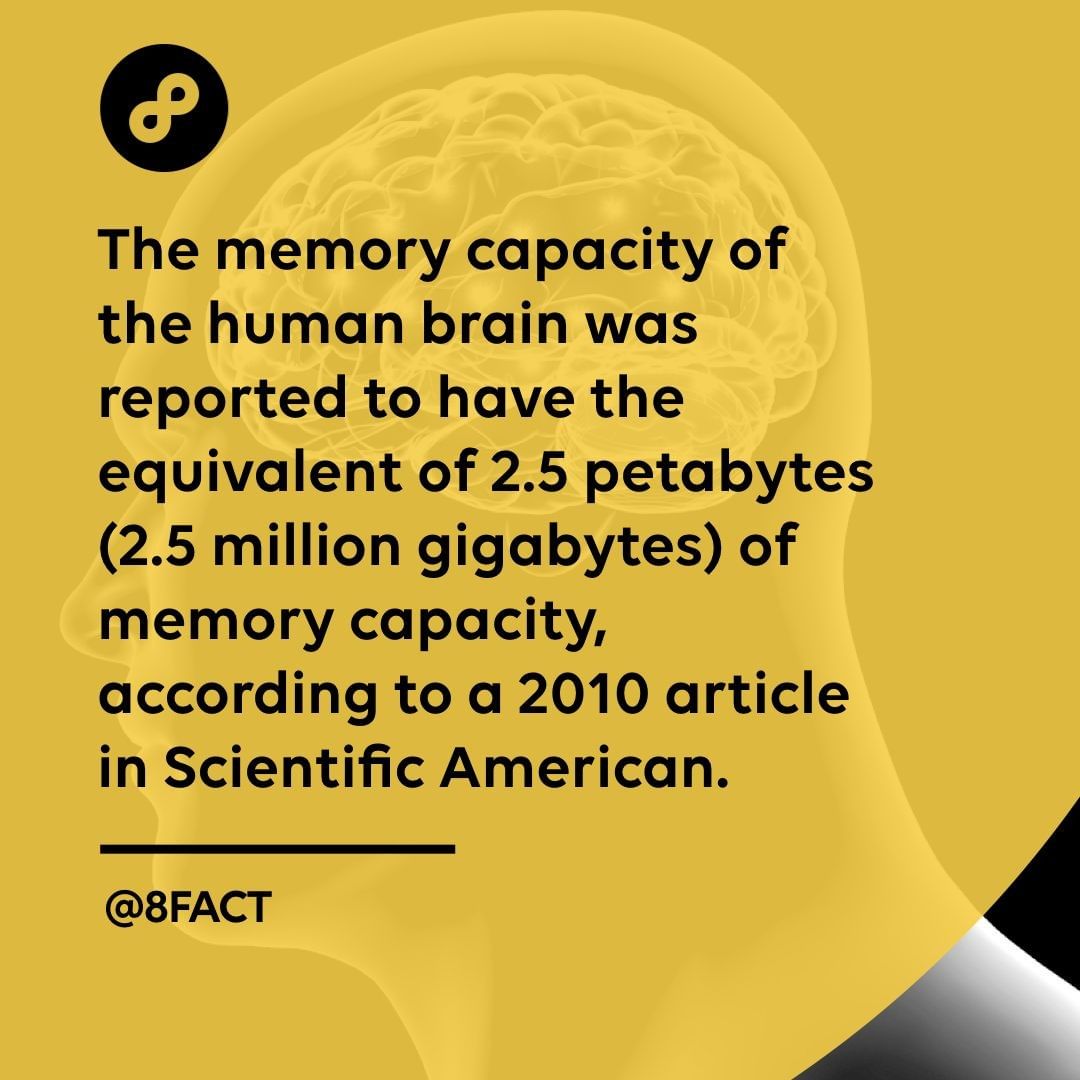 The memory capacity of
the human brain was
reported to have the
equivalent of 2.5 petabytes
(2.5 million gigabytes) of
memory capacity,
according to a 2010 article
in Scientific American.
@8FACT